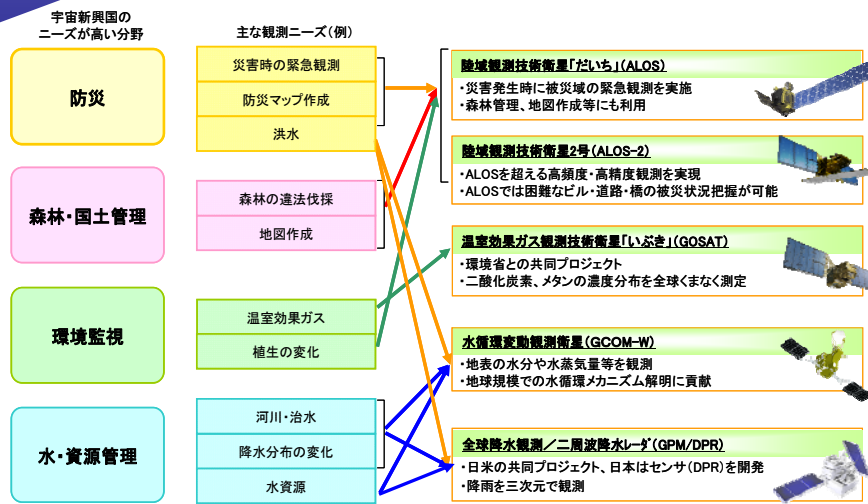 宇宙新興国の
ニーズが高い分野
主な観測ニーズ(例)
防災
災害時の緊急観測
防災マップ作成
洪水
森林・国土管理
森林の違法伐採
地図作成
環境監視
温室効果ガス
植生の変化
水・資源管理
河川・治水
降水分布の変化
水資源
陸域観測技術衛星「だいち」(ALOS)
・災害発生時に被災域の緊急観測を実施
・森林管理、地図作成等にも利用
陸域観測技術衛星2号(ALOS-2)
・ALOSを超える高頻度・高精度観測を実現
・ALOSでは困難なビル・道路・橋の被災状況把握が可能
温室効果ガス観測技術衛星「いぶき」(GOSAT)
・環境省との共同プロジェクト
・二酸化炭素、メタンの濃度分布を全球くまなく測定
水循環変動観測衛星(GCOM-W)
・地表の水分や水蒸気量等を観測
・地球規模での水循環メカニズム解明に貢献
全球降水観測/二周波降水レーダ(GPM/DPR)
・日米の共同プロジェクト、日本はセンサ(DPR)を開発
・降雨を三次元で観測